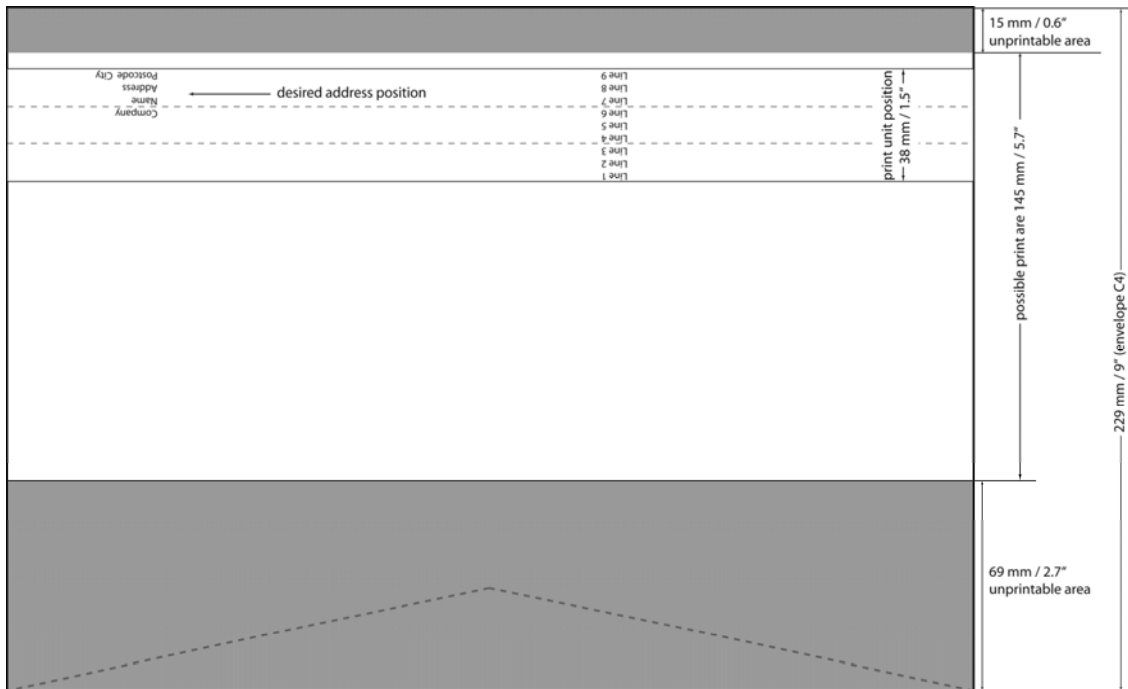 15 mm / 0.6“
unprintable area
Postcode City
Address
Name
Company
desired address position
Line 9
Line 8
Line 7
Line 6
Line 5
Line 4
Line 3
Line 2
Line 1
print unit position
38 mm / 1.5“
possible print are 145 mm / 5.7“
229 mm / 9“ (envelope C4)
69 mm / 2.7“
unprintable area